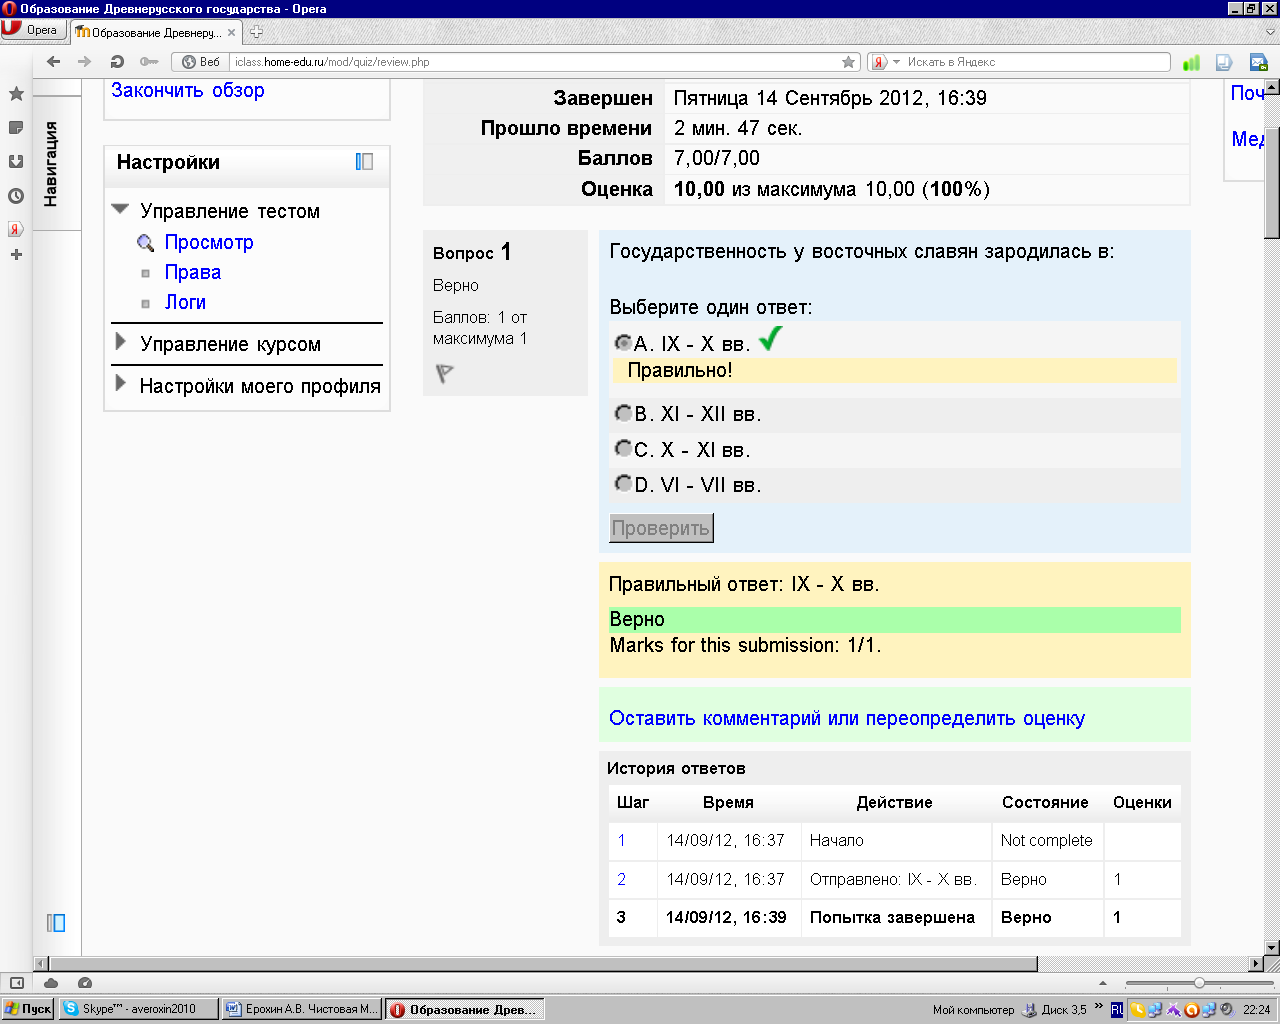 Образование Древнерусского государства - Opera
Opera
Образование Древнеру...
Веб
iclass.home-edu.ru/mod/quiz/review.php
Искать в Яндекс
Навигация
Закончить обзор
Настройки
Управление тестом
Просмотр
Права
Логи
Управление курсом
Настройки моего профиля
Завершен Пятница 14 Сентябрь 2012, 16:39
Прошло времени 2 мин. 47 сек.
Баллов 7,00/7,00
Оценка 10,00 из максимума 10,00 (100%)
Поч
Мед
Вопрос 1
Верно
Баллов: 1 от
максимума 1
Государственность у восточных славян зародилась в:
Выберите один ответ:
A. IX - X вв.
Правильно!
B. XI - XII вв.
C. X - XI вв.
D. VI - VII вв.
Проверить
Правильный ответ: IX - X вв.
Верно
Marks for this submission: 1/1.
Оставить комментарий или переопределить оценку
История ответов
Шаг Время Действие Состояние Оценки
1 14/09/12, 16:37 Начало Not complete
2 14/09/12, 16:37 Отправлено: IX - X вв. Верно 1
3 14/09/12, 16:39 Попытка завершена Верно 1
Пуск
Skype™ - averoxin2010
Ерохин А.В. Чистовая М...
Образование Древ...
Мой компьютер
Диск 3,5
»
RU
22:24